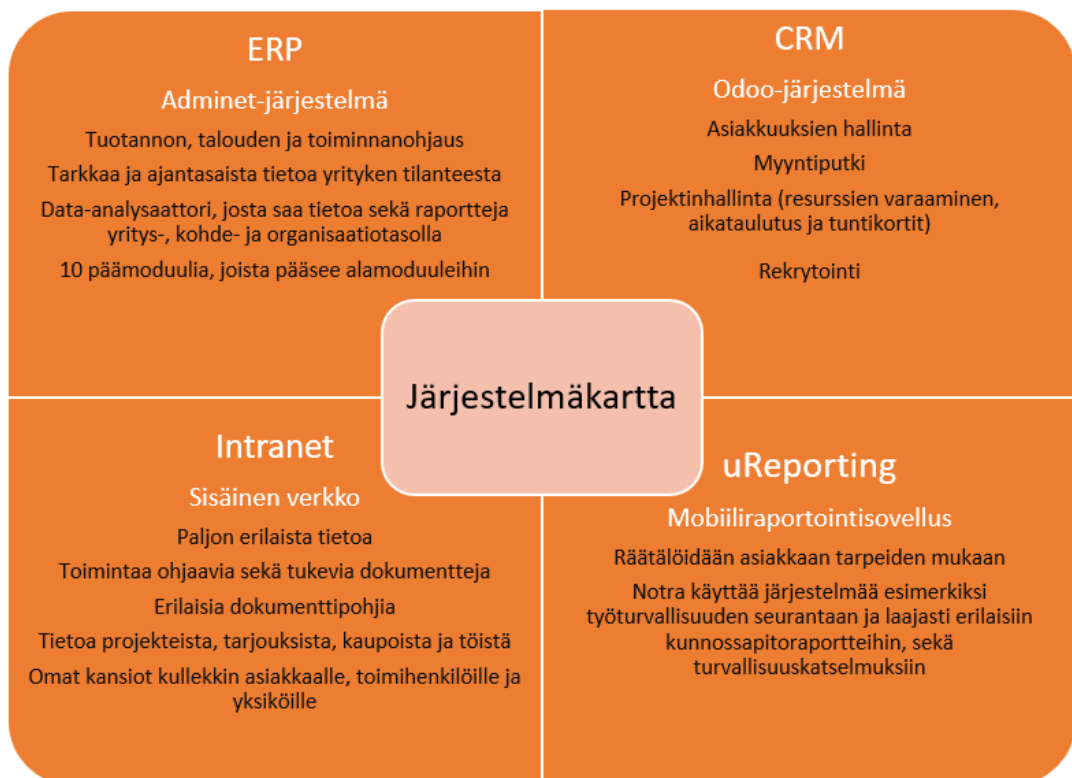 ERP
Adminet-järjestelmä
Tuotannon, talouden ja toiminnanohjaus
Tarkkaa ja ajantasaista tietoa yrityken tilanteesta
Data-analysaattori, josta saa tietoa sekä raportteja
yritys-, kohde- ja organisaatiotasolla
10 päämoduulia, joista pääsee alamoduuleihin
CRM
Odoo-järjestelmä
Asiakkuuksien hallinta
Myyntiputki
Projektinhallinta (resurssien varaaminen,
aikataulutus ja tuntikortit)
Rekrytointi
Järjestelmäkartta
Intranet
Sisäinen verkko
Paljon erilaista tietoa
Toimintaa ohjaavia sekä tukevia dokumentteja
Erilaisia dokumenttipohjia
Tietoa projekteista, tarjouksista, kaupoista ja töistä
Omat kansiot kullekkin asiakkaalle, toimihenkilöille ja
yksiköille
uReporting
Mobiiliraportointisovellus
Räätälöidään asiakkaan tarpeiden mukaan
Notra käyttää järjestelmää esimerkiksi
työturvallisuuden seurantaan ja laajasti erilaisiin
kunnossapitoraportteihin, sekä
turvallisuuskatselmuksiin